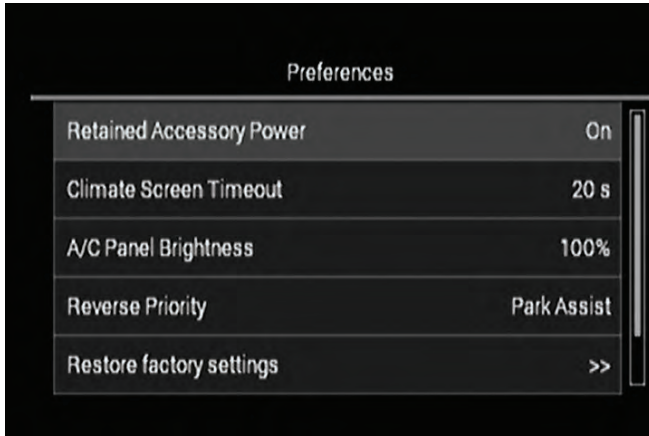 Preferences
Retained Accessory Power On
Climate Screen Timeout 20 s
A/C Panel Brightness 100%
Reverse Priority Park Assist
Restore factory settings >>